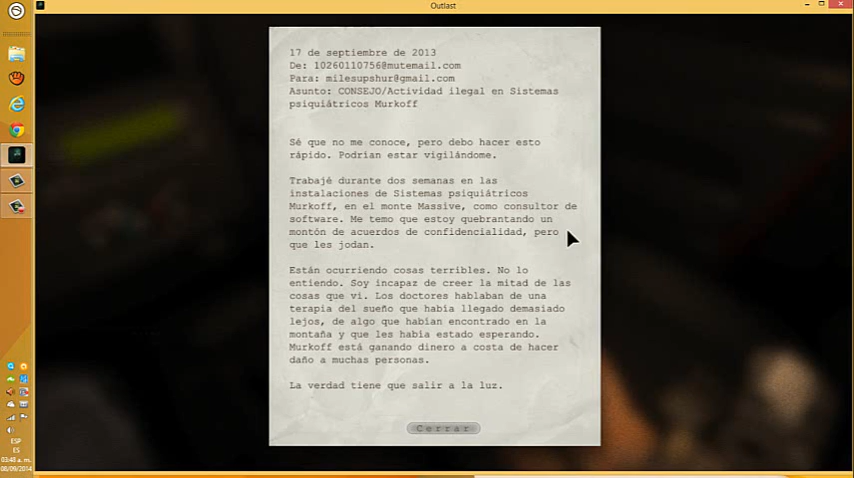 Outlast
17 de septiembre de 2013
De: 10260110756@mutemail.com
Para: milesupshur@gmail.com
Asunto: CONSEJO/Actividad ilegal en Sistemas
psiquiátricos Murkoff
Sé que no me conoce, pero debo hacer esto
rápido. Podrían estar vigilándome.
Trabajé durante dos semanas en las
instalaciones de Sistemas psiquiátricos
Murkoff, en el monte Massive, como consultor de
software. Me temo que estoy quebrantando un
montón de acuerdos de confidencialidad, pero
que les jodan.
Están ocurriendo cosas terribles. No lo
entiendo. Soy incapaz de creer la mitad de las
cosas que vi. Los doctores hablaban de una
terapia del sueño que había llegado demasiado
lejos, de algo que habían encontrado en la
montaña y que les había estado esperando.
Murkoff está ganando dinero a costa de hacer
daño a muchas personas.
La verdad tiene que salir a la luz.
Cerrar
ESP
ES
03:48 a. m.
08/09/2014